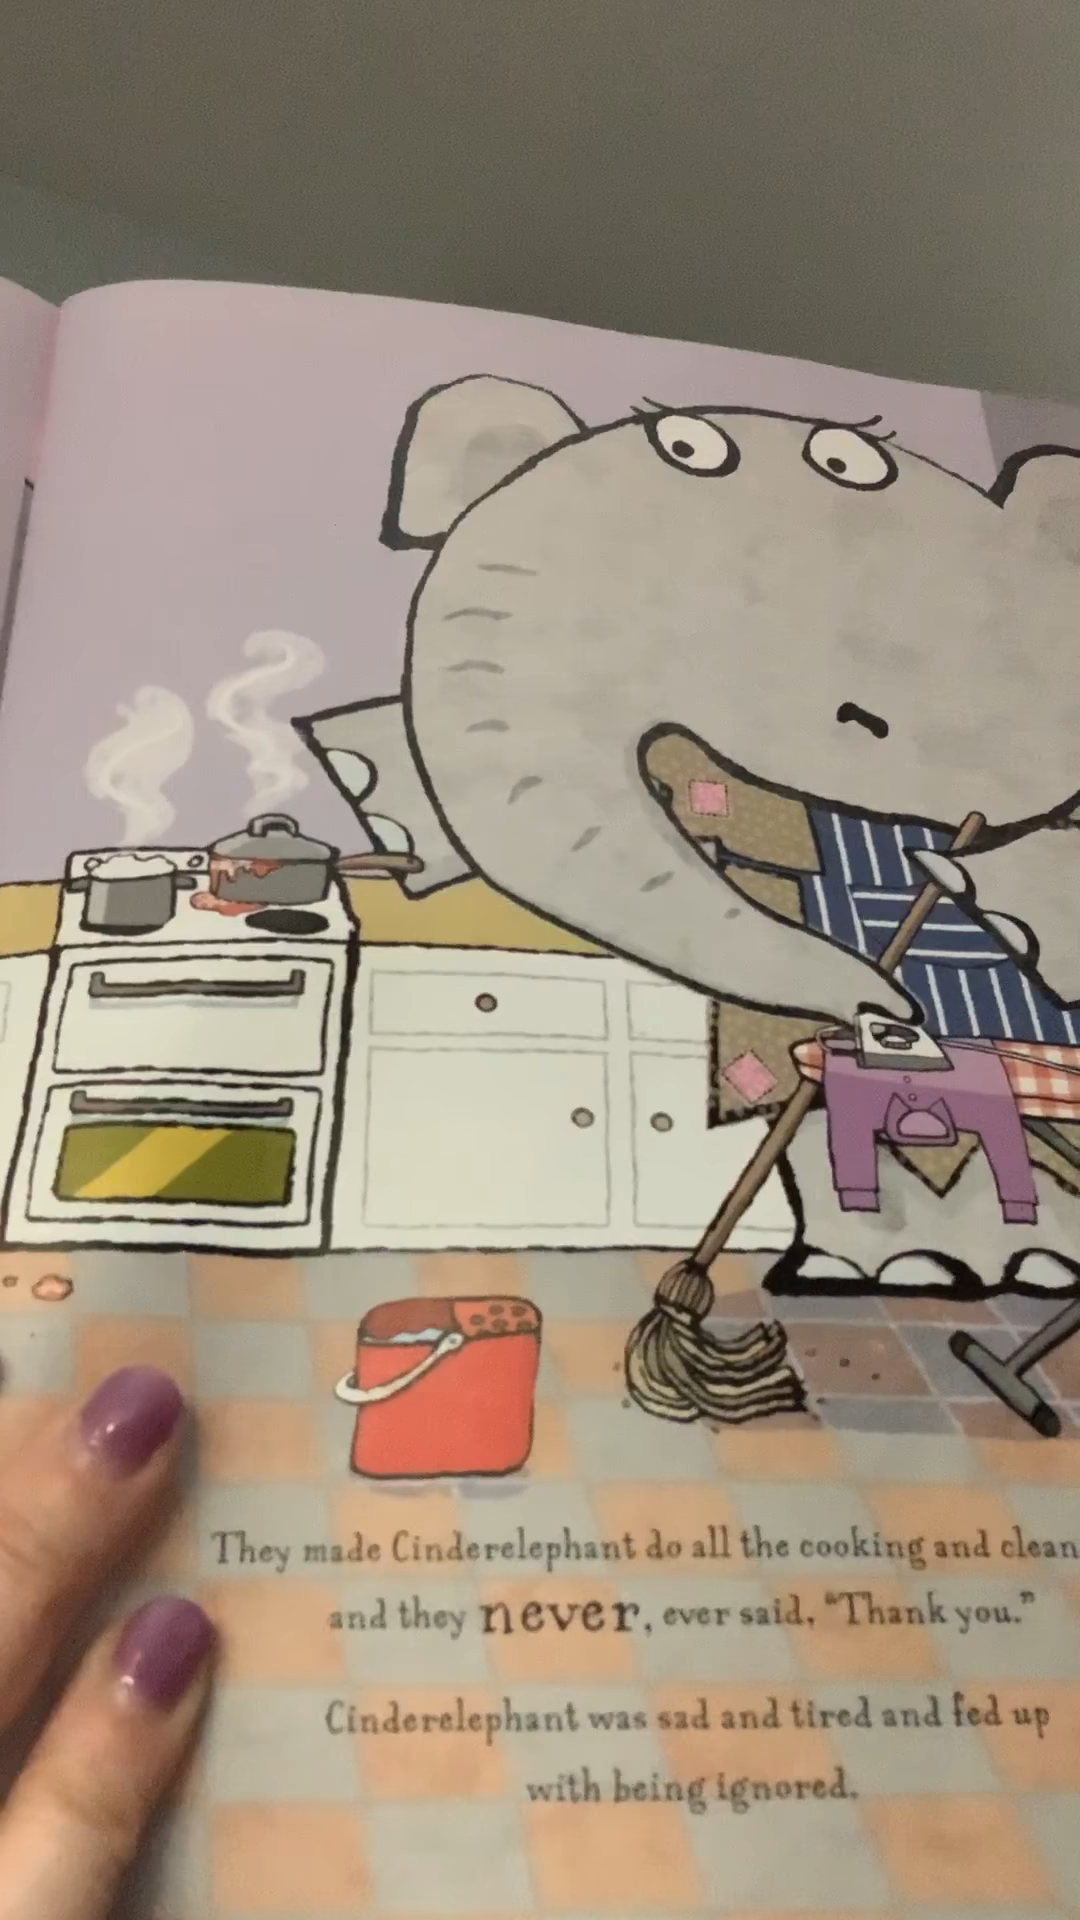 They made Cinderelephant do all the cooking and clean
and they never, ever said, "Thank you."
Cinderelephant was sad and tired and fed up
with being ignored.